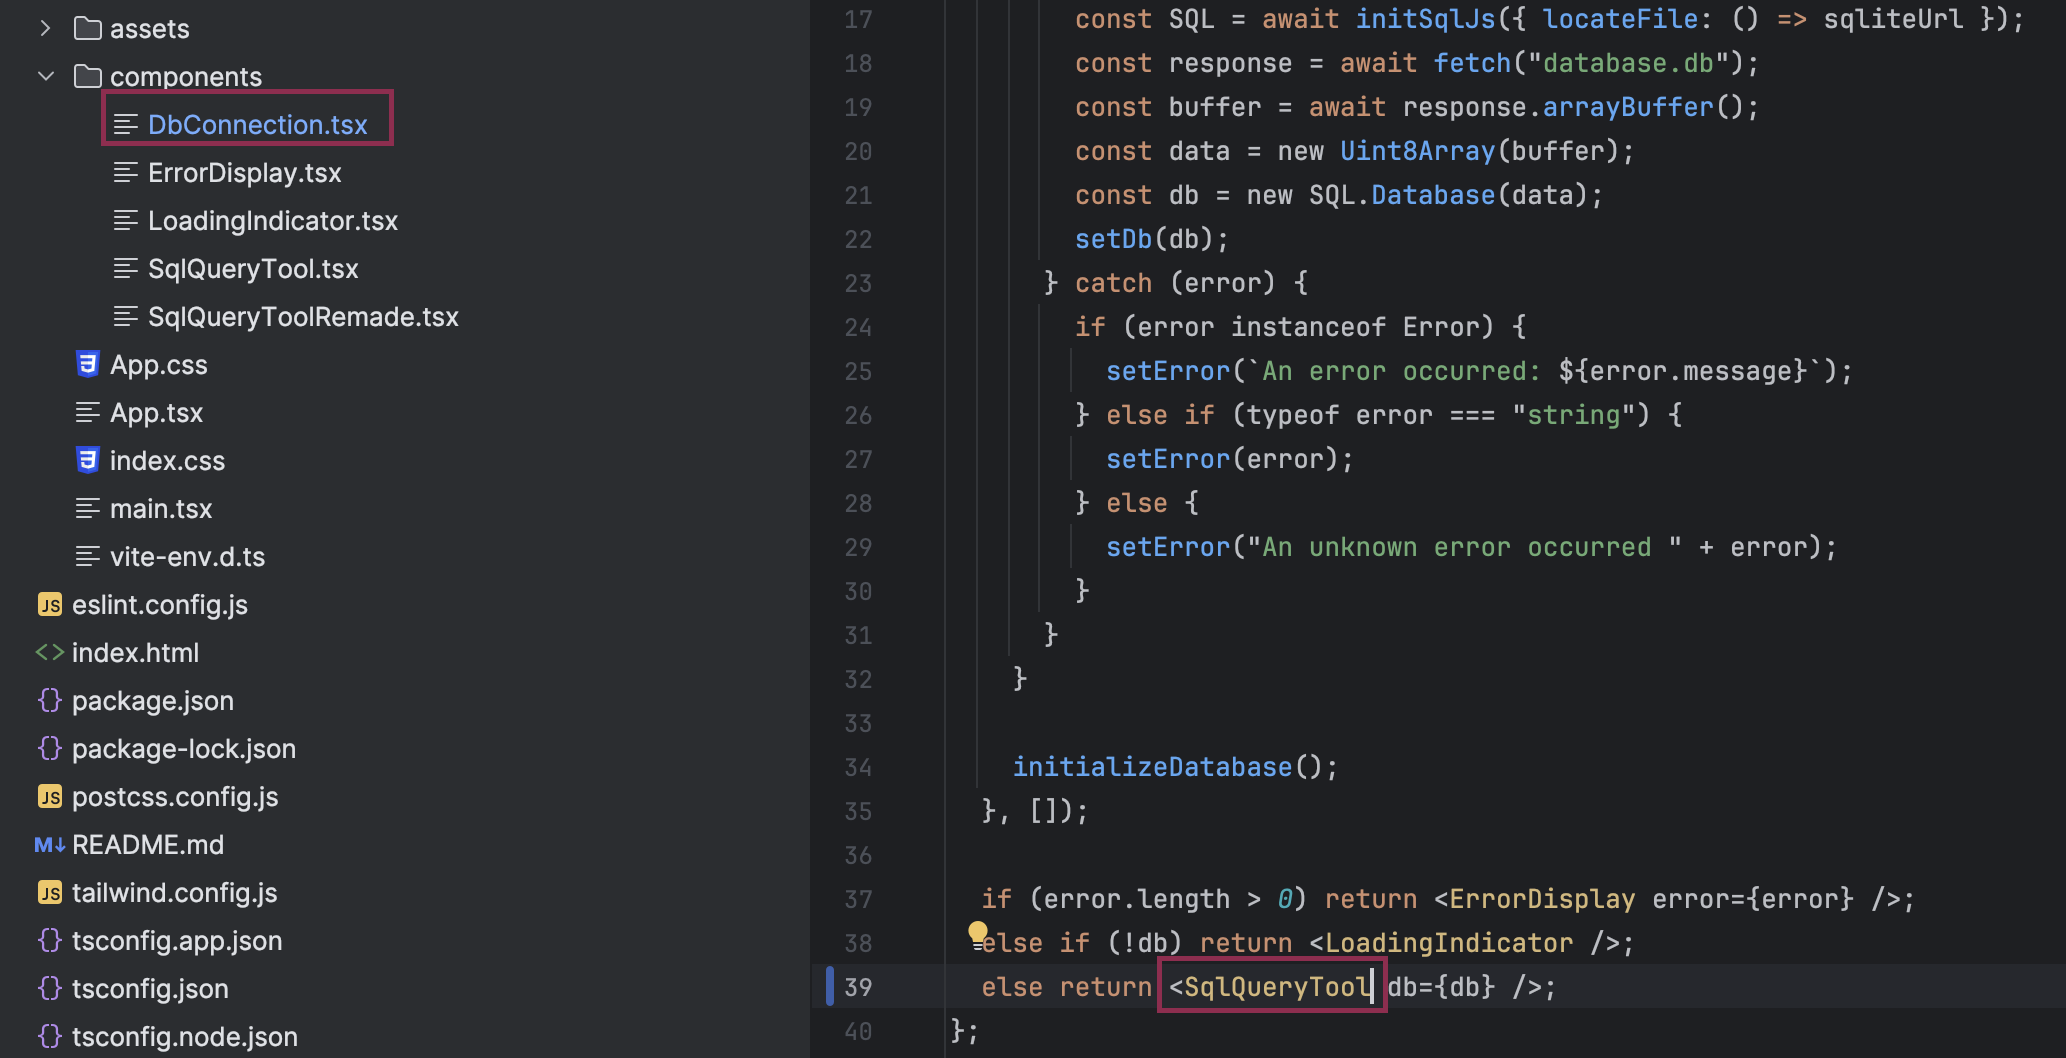 assets
components
DbConnection.tsx
ErrorDisplay.tsx
LoadingIndicator.tsx
SqlQueryTool.tsx
SqlQueryToolRemade.tsx
App.css
App.tsx
index.css
main.tsx
vite-env.d.ts
JS eslint.config.js
<> index.html
{} package.json
{} package-lock.json
JS postcss.config.js
M↓ README.md
JS tailwind.config.js
{} tsconfig.app.json
{} tsconfig.json
{} tsconfig.node.json
17 const SQL = await initSqlJs({ locateFile: () => sqliteUrl });
18 const response = await fetch("database.db");
19 const buffer = await response.arrayBuffer();
20 const data = new Uint8Array(buffer);
21 const db = new SQL.Database(data);
22 setDb(db);
23 } catch (error) {
24 if (error instanceof Error) {
25 setError(`An error occurred: ${error.message}`);
26 } else if (typeof error === "string") {
27 setError(error);
28 } else {
29 setError("An unknown error occurred " + error);
30 }
31 }
32 }
33
34 initializeDatabase();
35 }, []);
36
37 if (error.length > 0) return <ErrorDisplay error={error} />;
38 else if (!db) return <LoadingIndicator />;
39 else return <SqlQueryTool db={db} />;
40 };